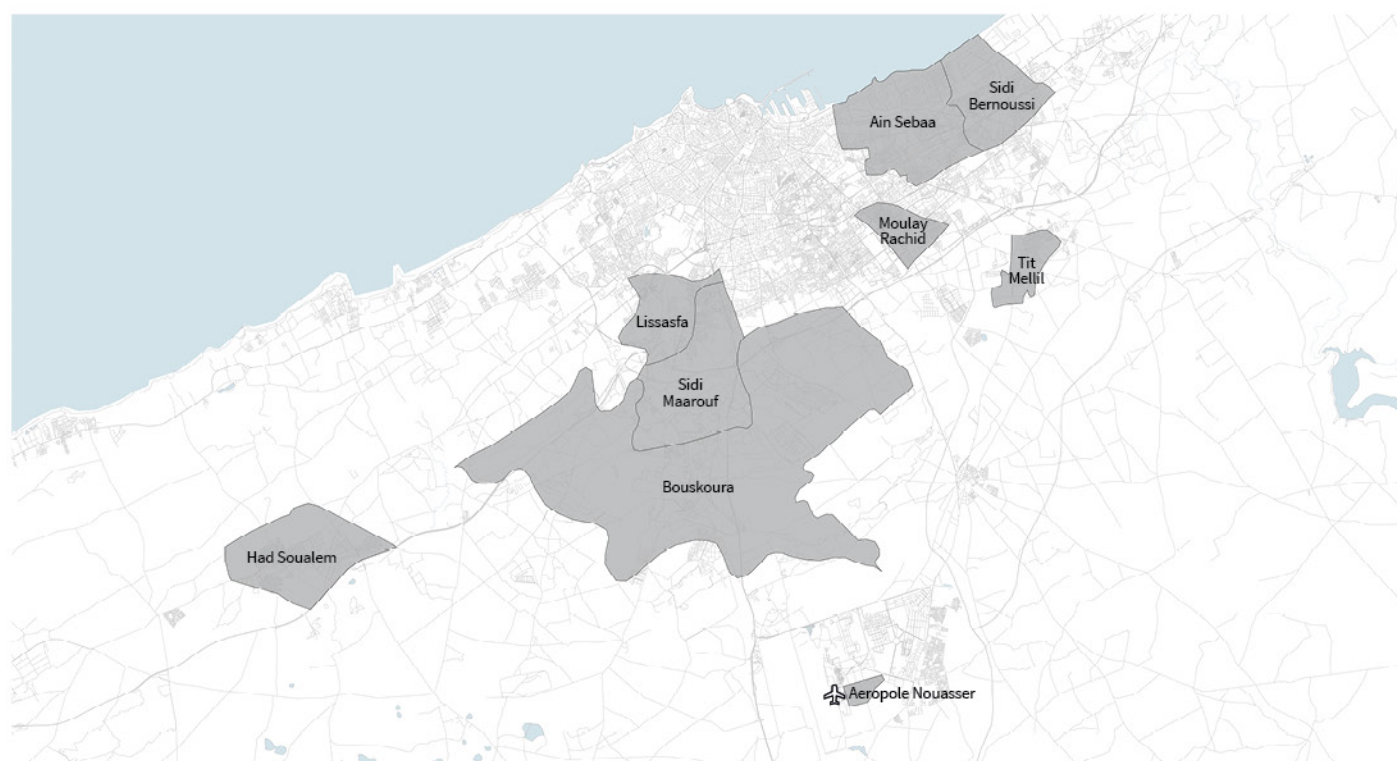 Sidi
Bernoussi
Ain Sebaa
Moulay
Rachid
Tit
Mellil
Lissasfa
Sidi
Maarouf
Bouskoura
Had Soualem
Aeropole Nouasser